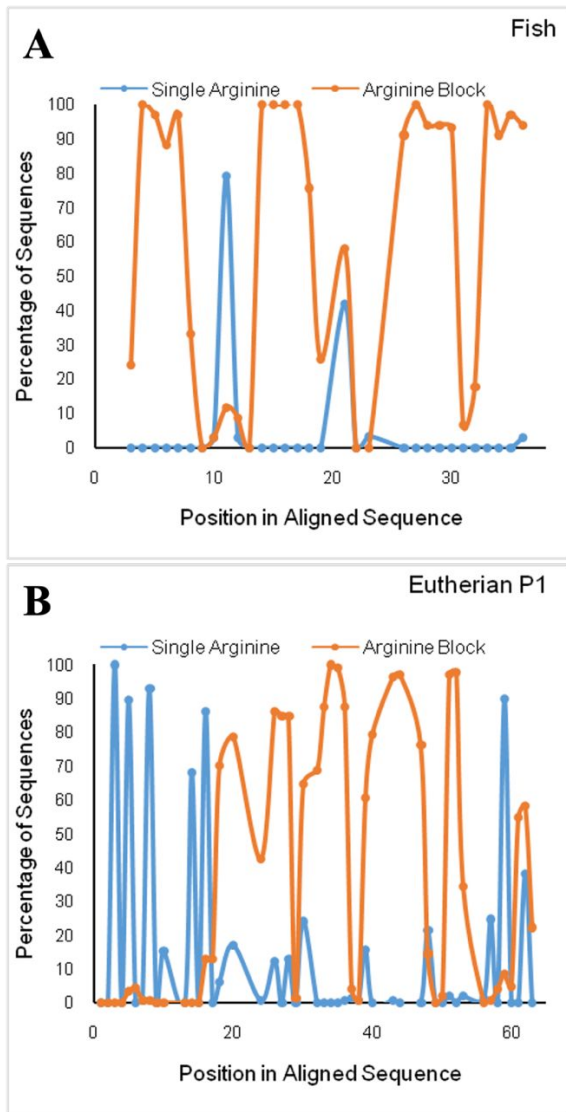 A
Fish
Single Arginine Arginine Block
100
90
80
70
60
50
40
30
20
10
0
Percentage of Sequences
0 10 20 30
Position in Aligned Sequence
B
Eutherian P1
Single Arginine Arginine Block
100
90
80
70
60
50
40
30
20
10
0
Percentage of Sequences
0 20 40 60
Position in Aligned Sequence